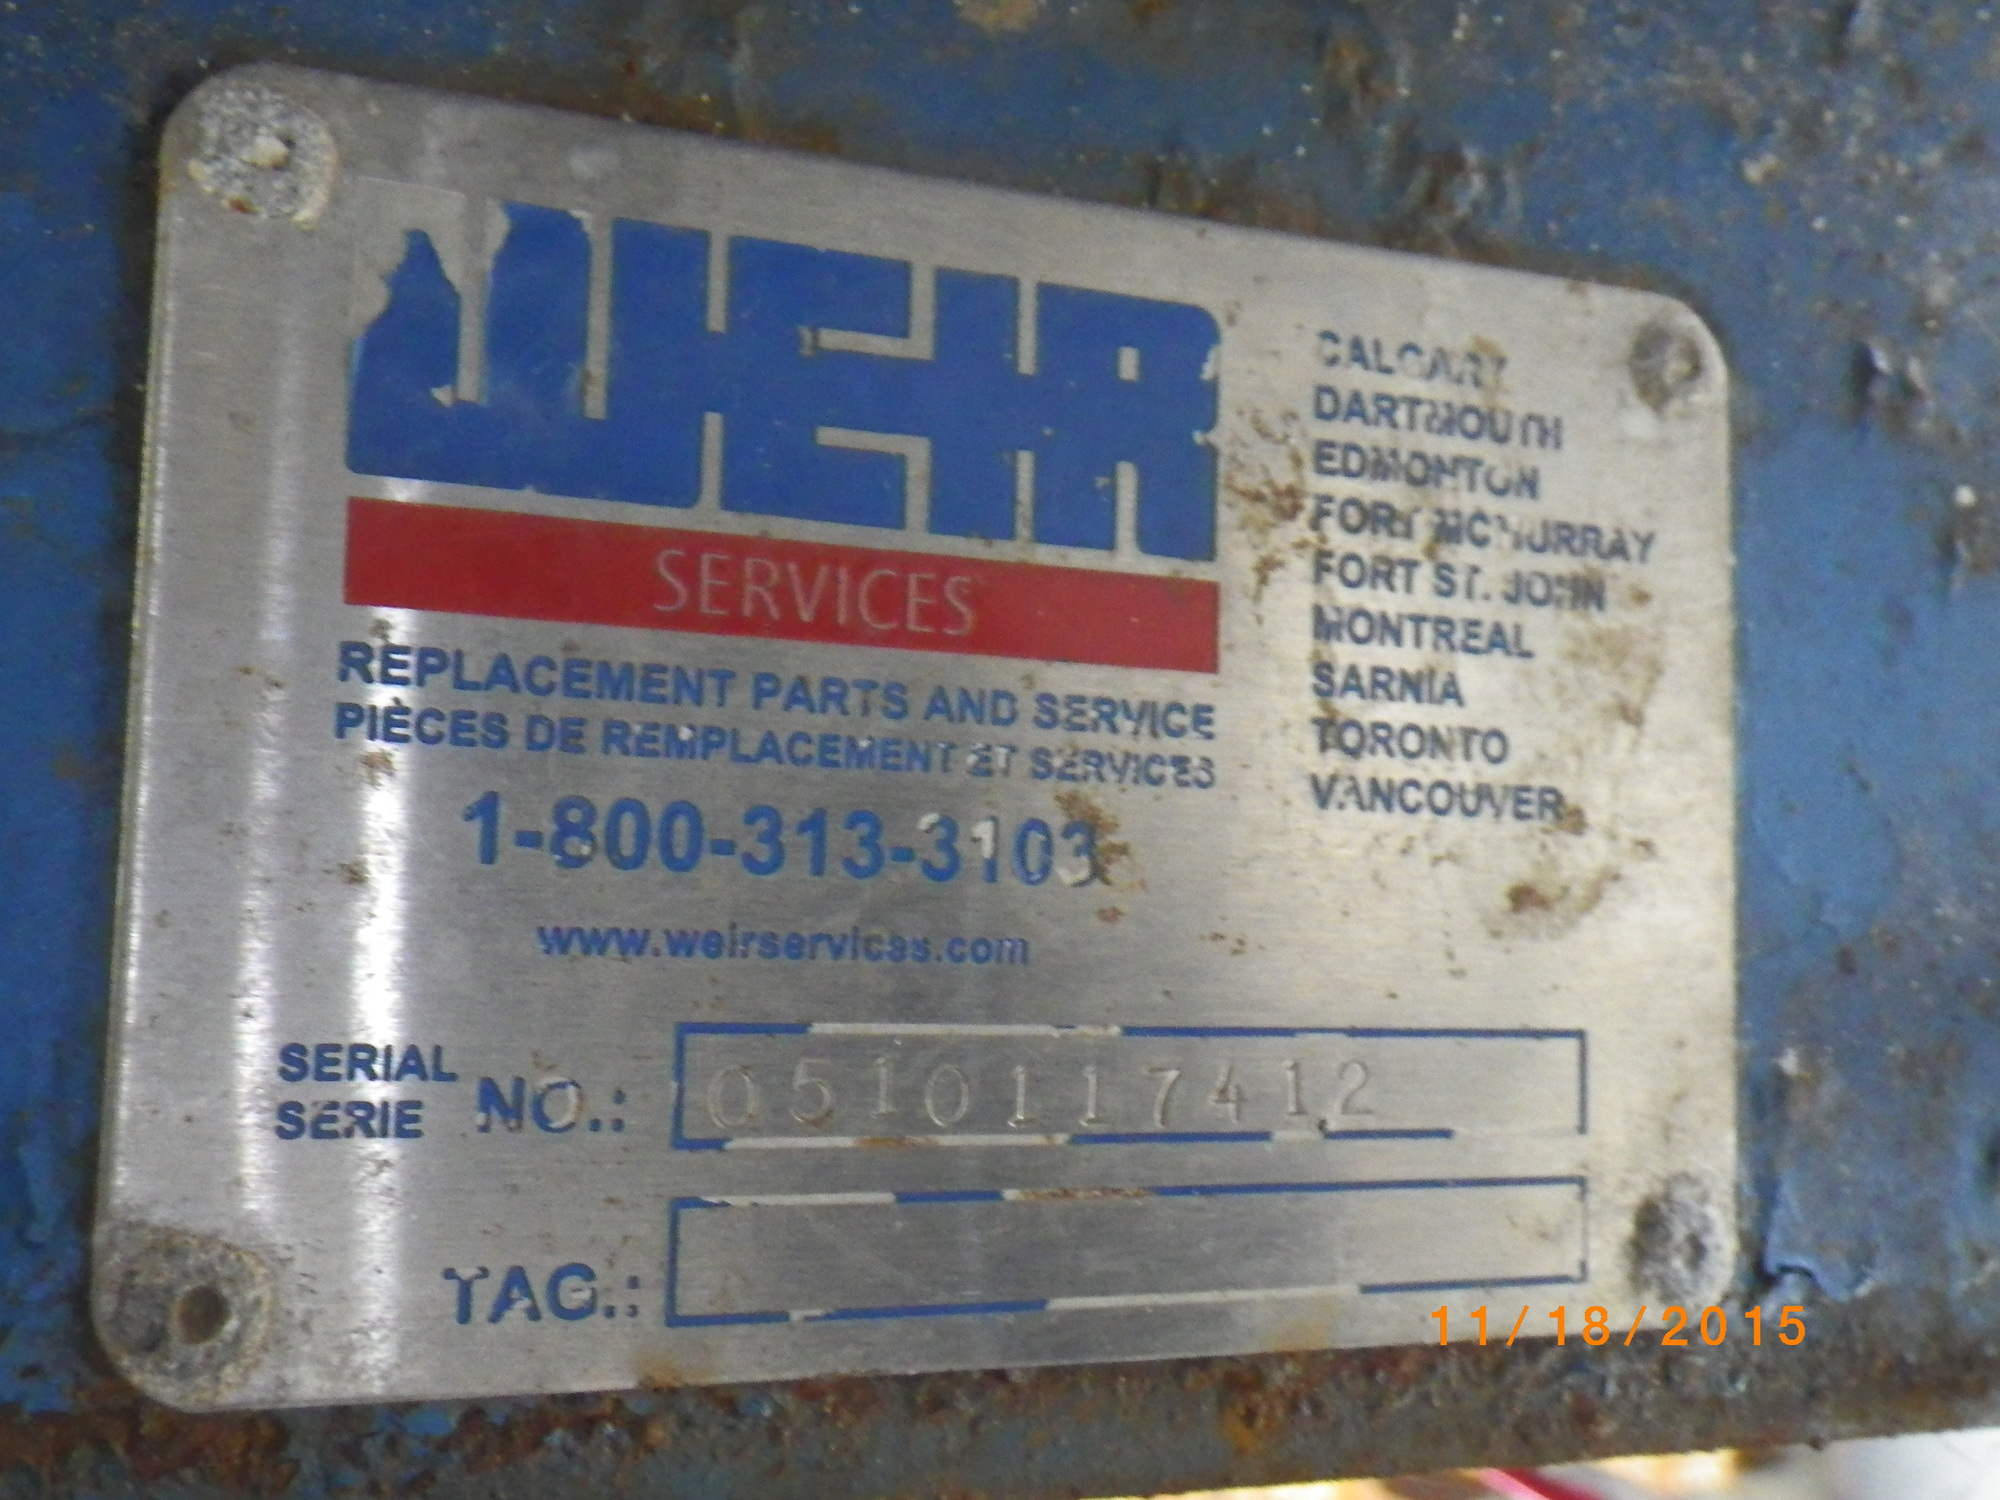 WEIR
SERVICES
REPLACEMENT PARTS AND SERVICE
PIÈCES DE REMPLACEMENT ET SERVICES
1-800-313-3103
www.weirservices.com
CALGARY
DARTMOUTH
EDMONTON
FORT MCMURRAY
FORT ST. JOHN
MONTREAL
SARNIA
TORONTO
VANCOUVER
SERIAL
SERIE NO.: 0510117412
TAG.:
11/18/2015